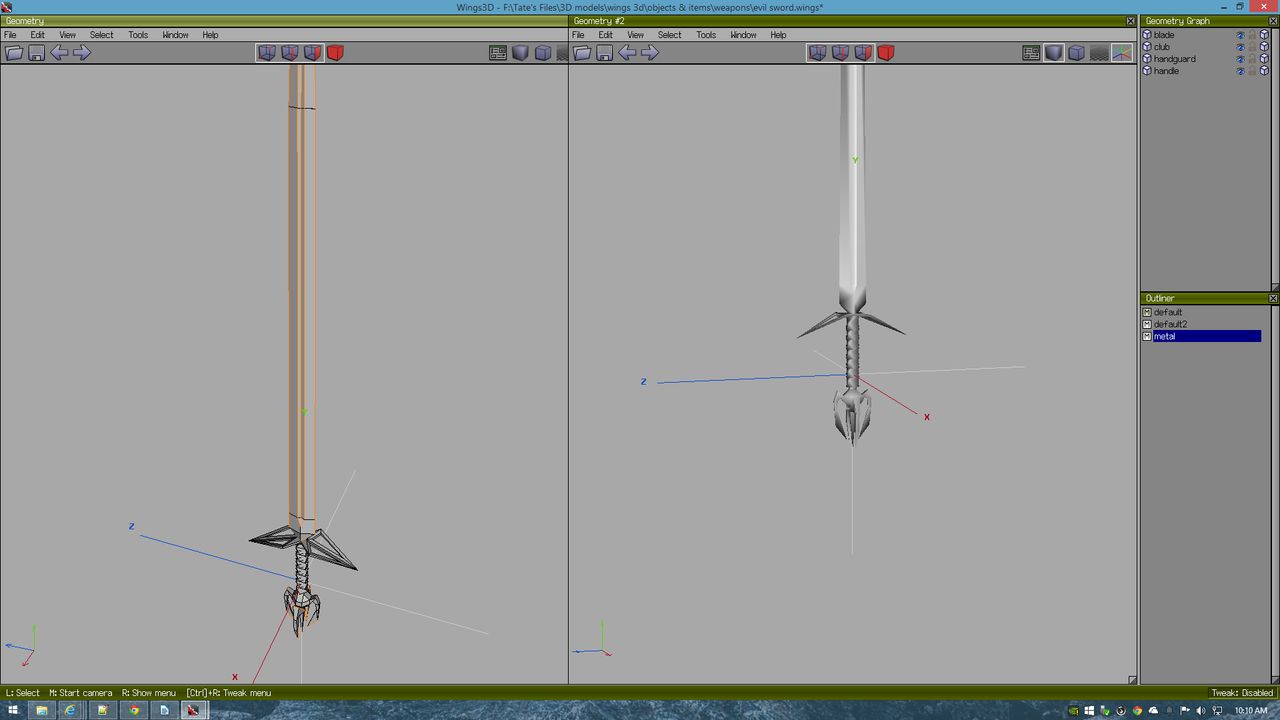 Wings3D - F:\Tate's Files\3D models\wings 3d\objects & items\weapons\evil sword.wings*
Geometry
File Edit View Select Tools Window Help
Y
Z
X
Geometry #2
File Edit View Select Tools Window Help
Y
Z
X
Geometry Graph
blade
club
handguard
handle
Outliner
default
default2
metal
L: Select M: Start camera R: Show menu [Ctrl]+R: Tweak menu
Tweak: Disabled
10:10 AM